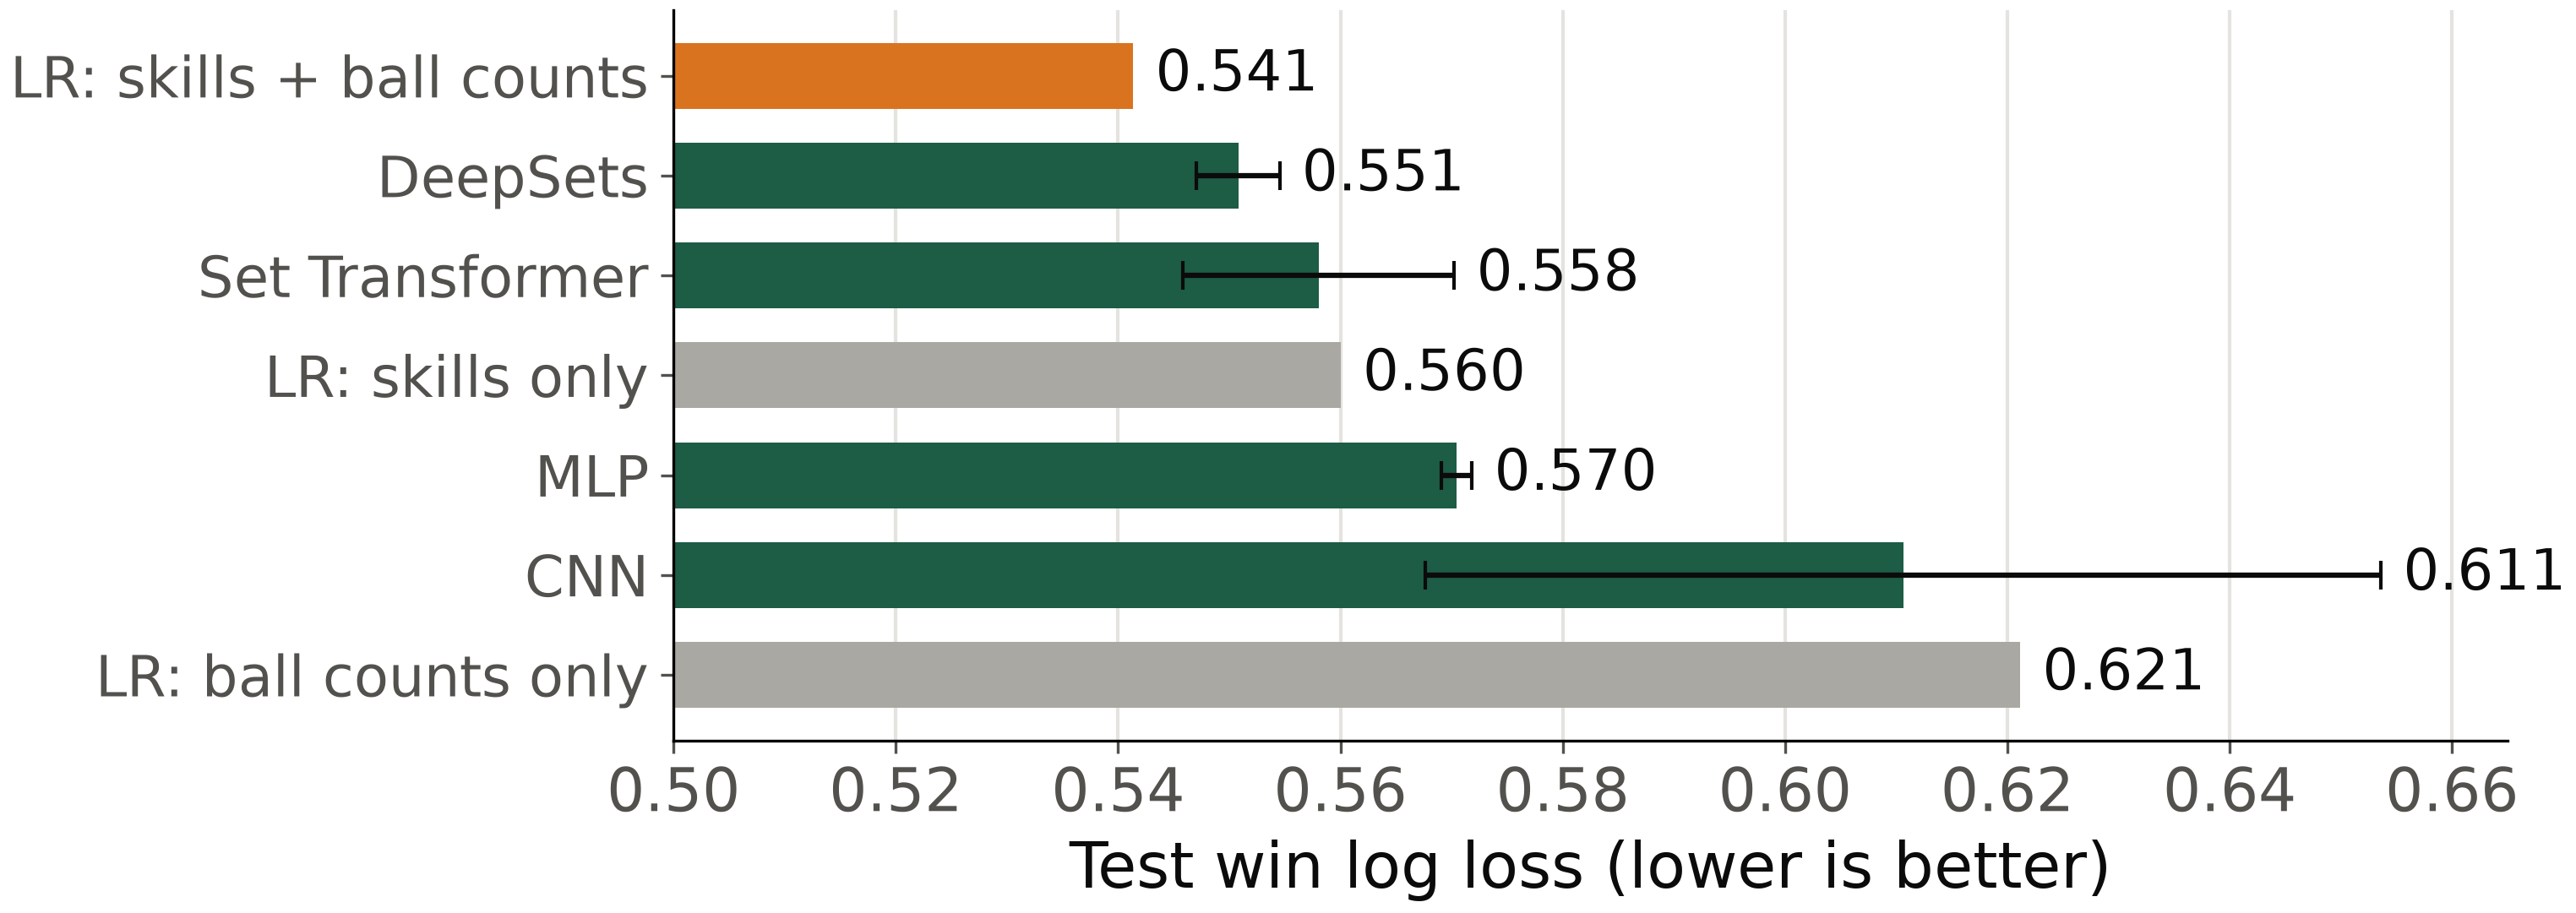 LR: skills + ball counts 0.541
DeepSets 0.551
Set Transformer 0.558
LR: skills only 0.560
MLP 0.570
CNN 0.611
LR: ball counts only 0.621
0.50 0.52 0.54 0.56 0.58 0.60 0.62 0.64 0.66
Test win log loss (lower is better)